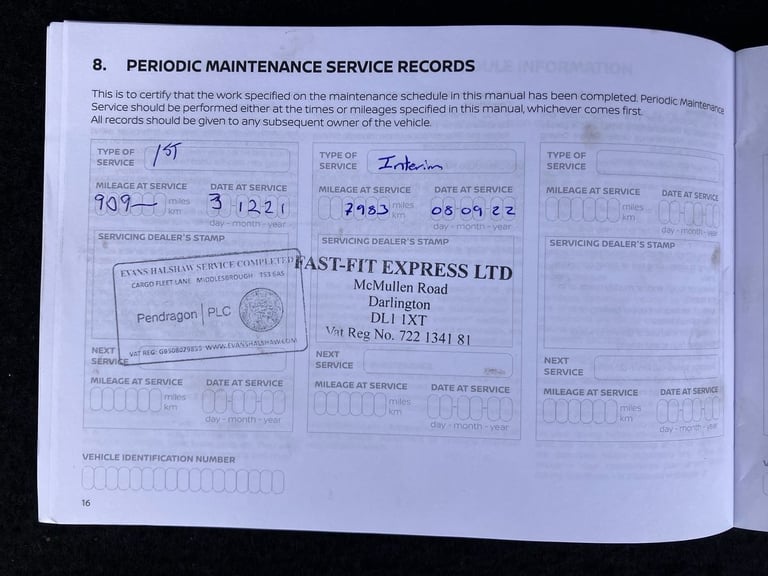 8. PERIODIC MAINTENANCE SERVICE RECORDS
This is to certify that the work specified on the maintenance schedule in this manual has been completed. Periodic Maintenance
Service should be performed either at the times or mileages specified in this manual, whichever comes first.
All records should be given to any subsequent owner of the vehicle.
TYPE OF SERVICE 1ST
MILEAGE AT SERVICE DATE AT SERVICE
909— miles km 3 12 21
day - month - year
SERVICING DEALER'S STAMP
EVANS HALSHAW SERVICE COMPLETED
CARGO FLEET LANE MIDDLESBROUGH TS3 8AS
Pendragon PLC
VAT REG: WWW.EVANSHALSHAW.COM
NEXT SERVICE
MILEAGE AT SERVICE DATE AT SERVICE
miles km
day - month - year
TYPE OF SERVICE Interim
MILEAGE AT SERVICE DATE AT SERVICE
7983 miles km 08 09 22
day - month - year
SERVICING DEALER'S STAMP
FAST-FIT EXPRESS LTD
McMullen Road
Darlington
DL1 1XT
Vat Reg No. 722 1341 81
NEXT SERVICE
MILEAGE AT SERVICE DATE AT SERVICE
miles km
day - month - year
TYPE OF SERVICE
MILEAGE AT SERVICE DATE AT SERVICE
miles km
day - month - year
SERVICING DEALER'S STAMP
NEXT SERVICE
MILEAGE AT SERVICE DATE AT SERVICE
miles km
day - month - year
VEHICLE IDENTIFICATION NUMBER
16